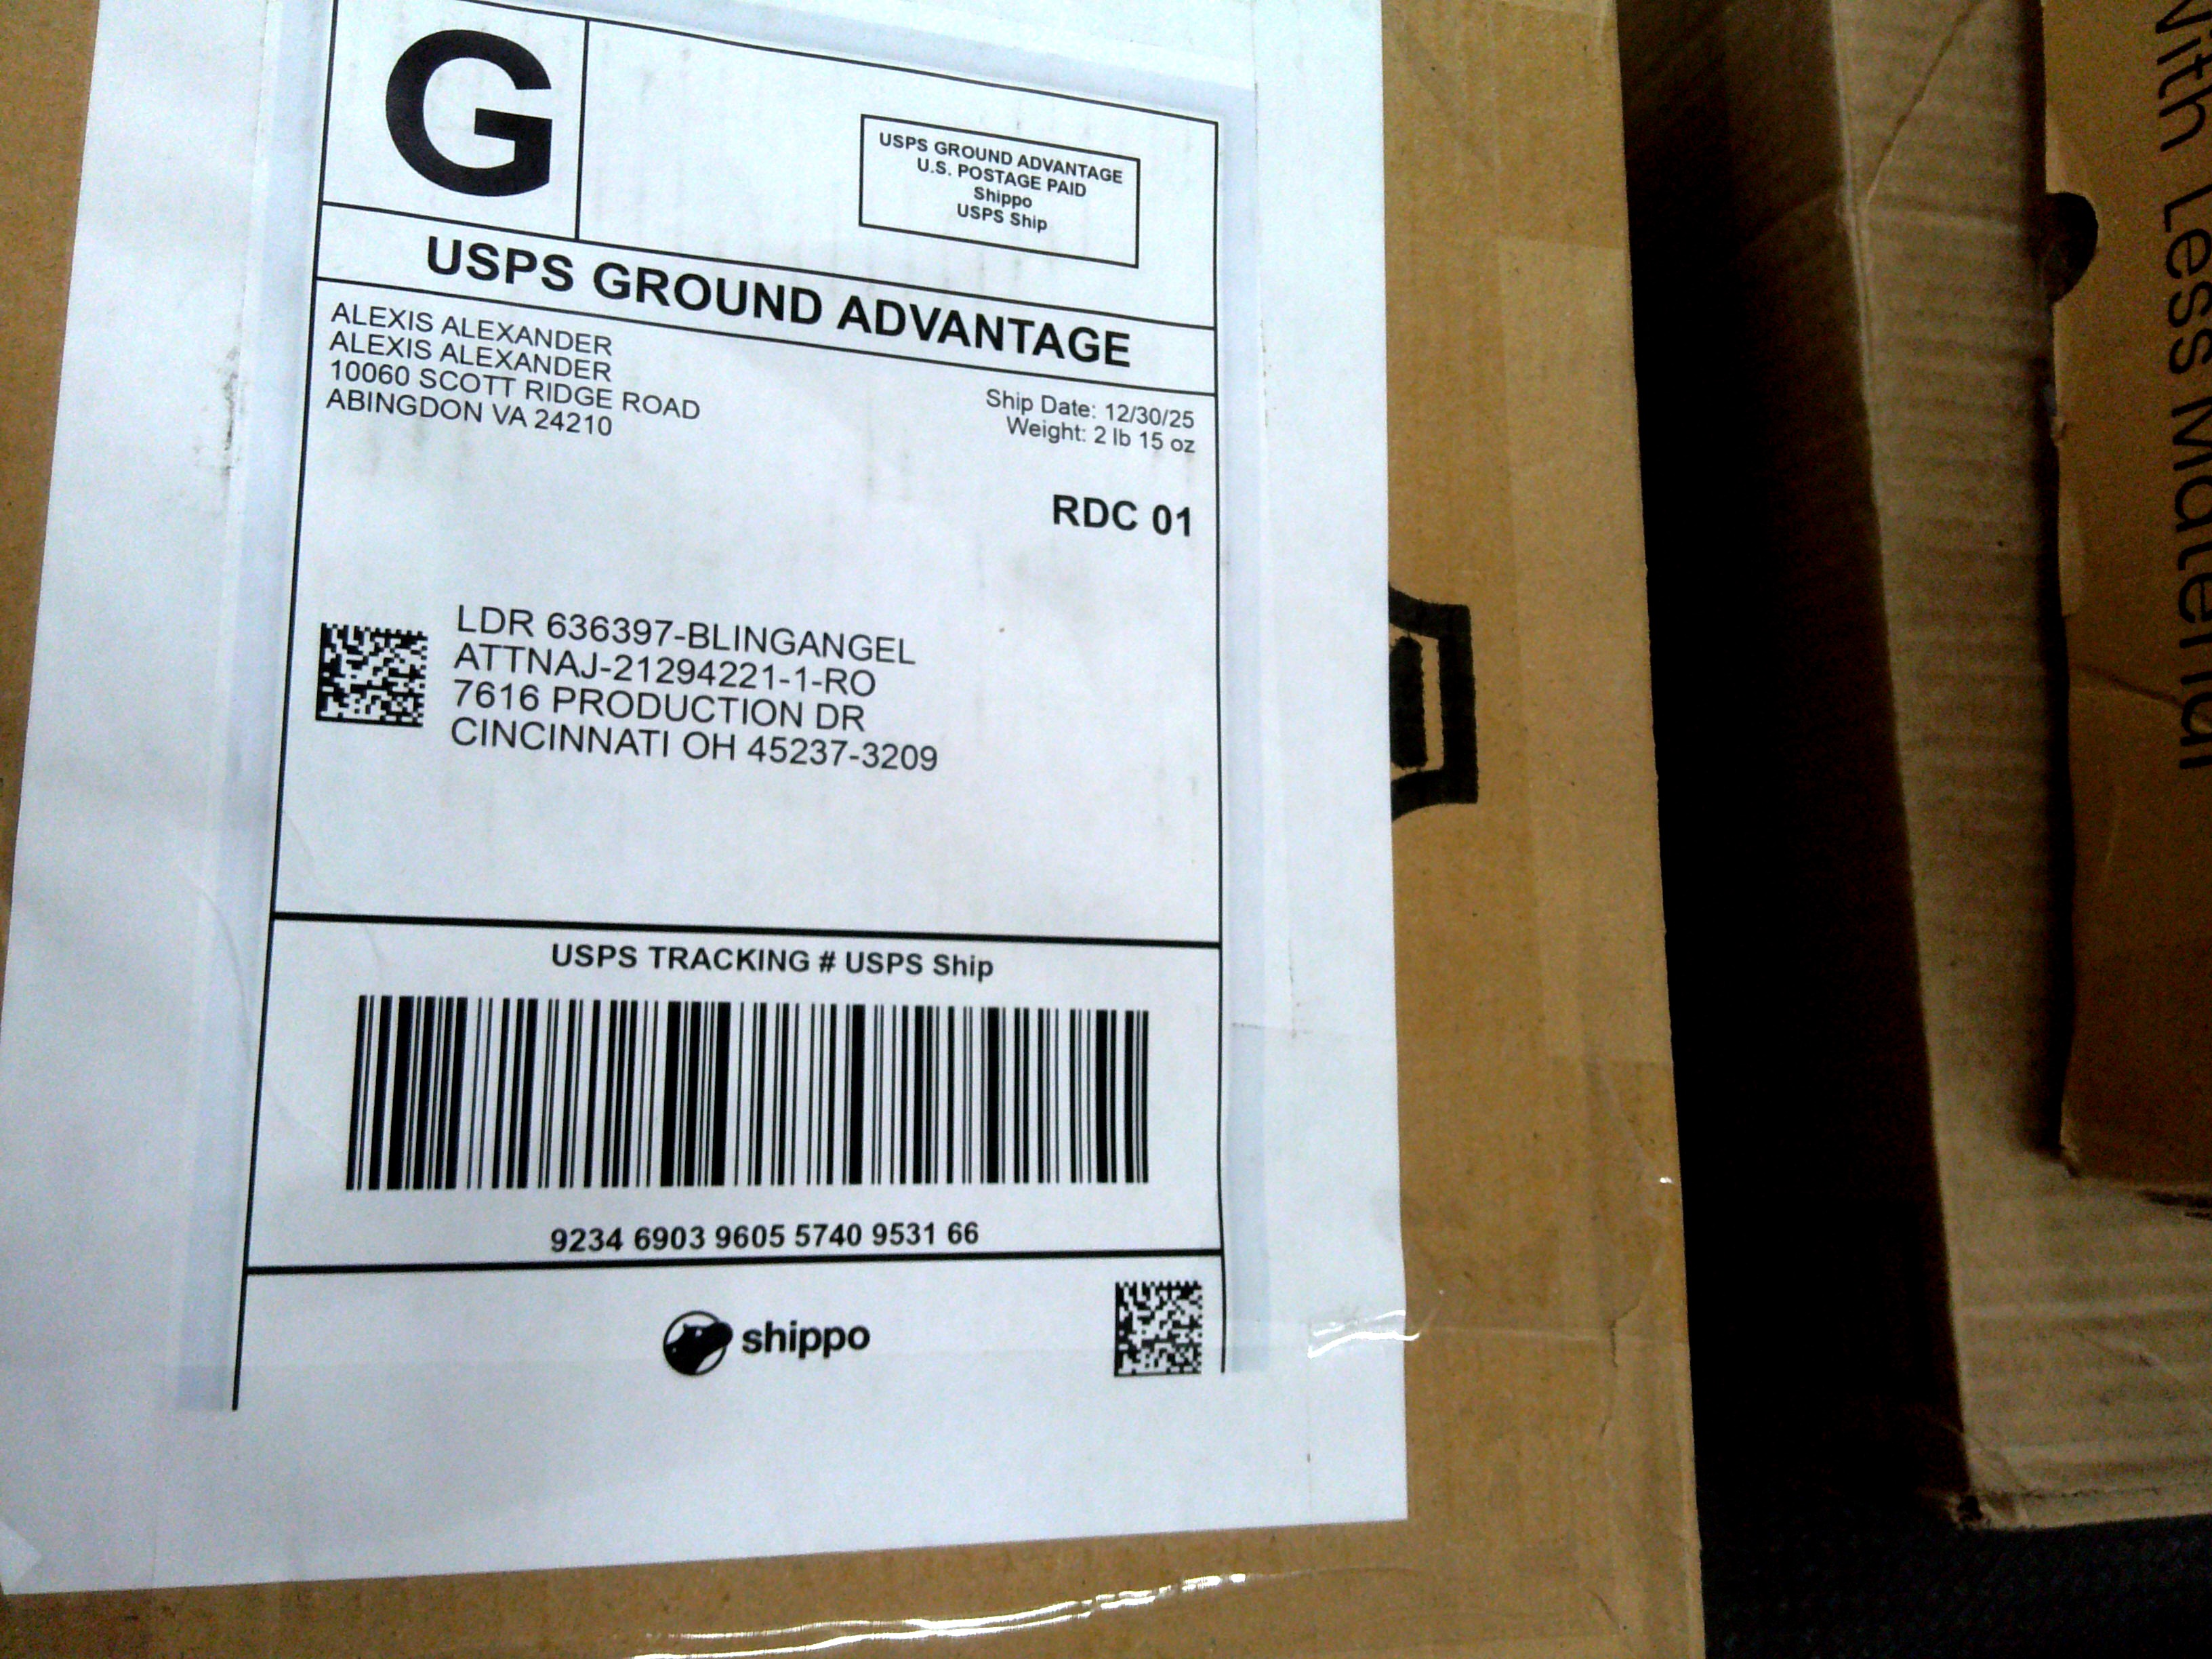 G
USPS GROUND ADVANTAGE
U.S. POSTAGE PAID
Shippo
USPS Ship
USPS GROUND ADVANTAGE
ALEXIS ALEXANDER
ALEXIS ALEXANDER
10060 SCOTT RIDGE ROAD
ABINGDON VA 24210
Ship Date: 12/30/25
Weight: 2 lb 15 oz
RDC 01
LDR 636397-BLINGANGEL
ATTNAJ-21294221-1-RO
7616 PRODUCTION DR
CINCINNATI OH 45237-3209
USPS TRACKING # USPS Ship
9234 6903 9605 5740 9531 66
shippo
with Less Material